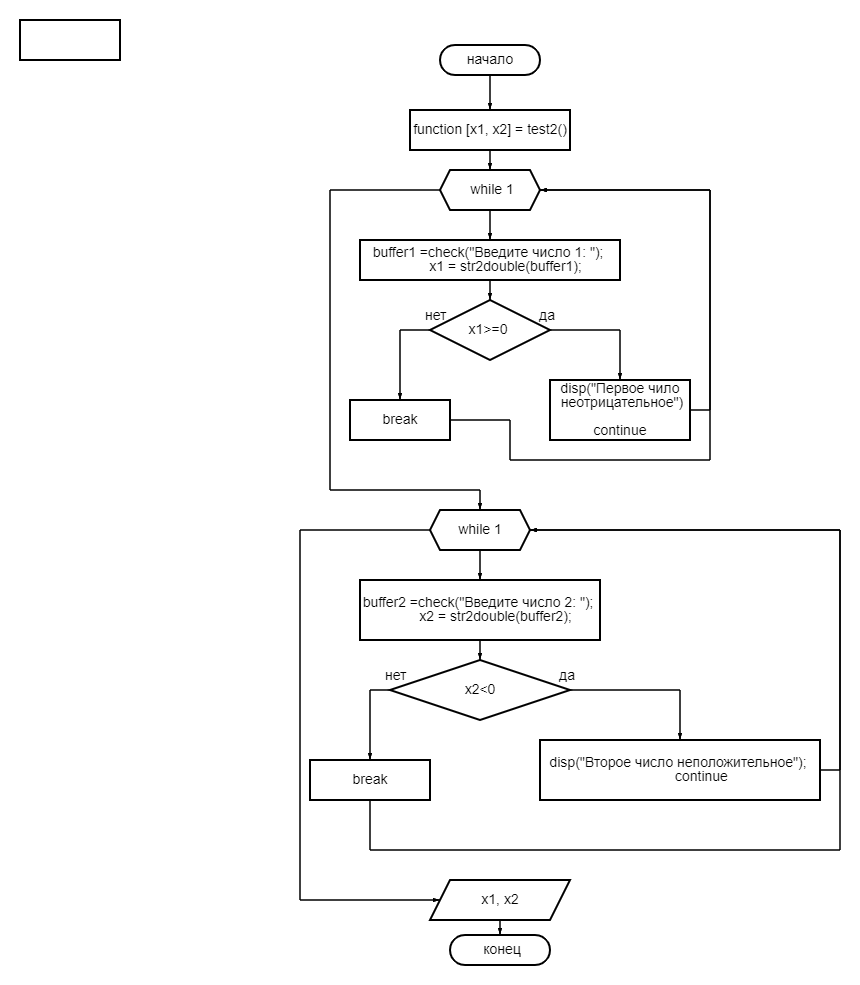 начало
function [x1, x2] = test2()
while 1
buffer1 =check("Введите число 1: ");
x1 = str2double(buffer1);
нет
да
x1>=0
disp("Первое чило
неотрицательное")
continue
break
while 1
buffer2 =check("Введите число 2: ");
x2 = str2double(buffer2);
нет
да
x2<0
disp("Второе число неположительное");
continue
break
x1, x2
конец